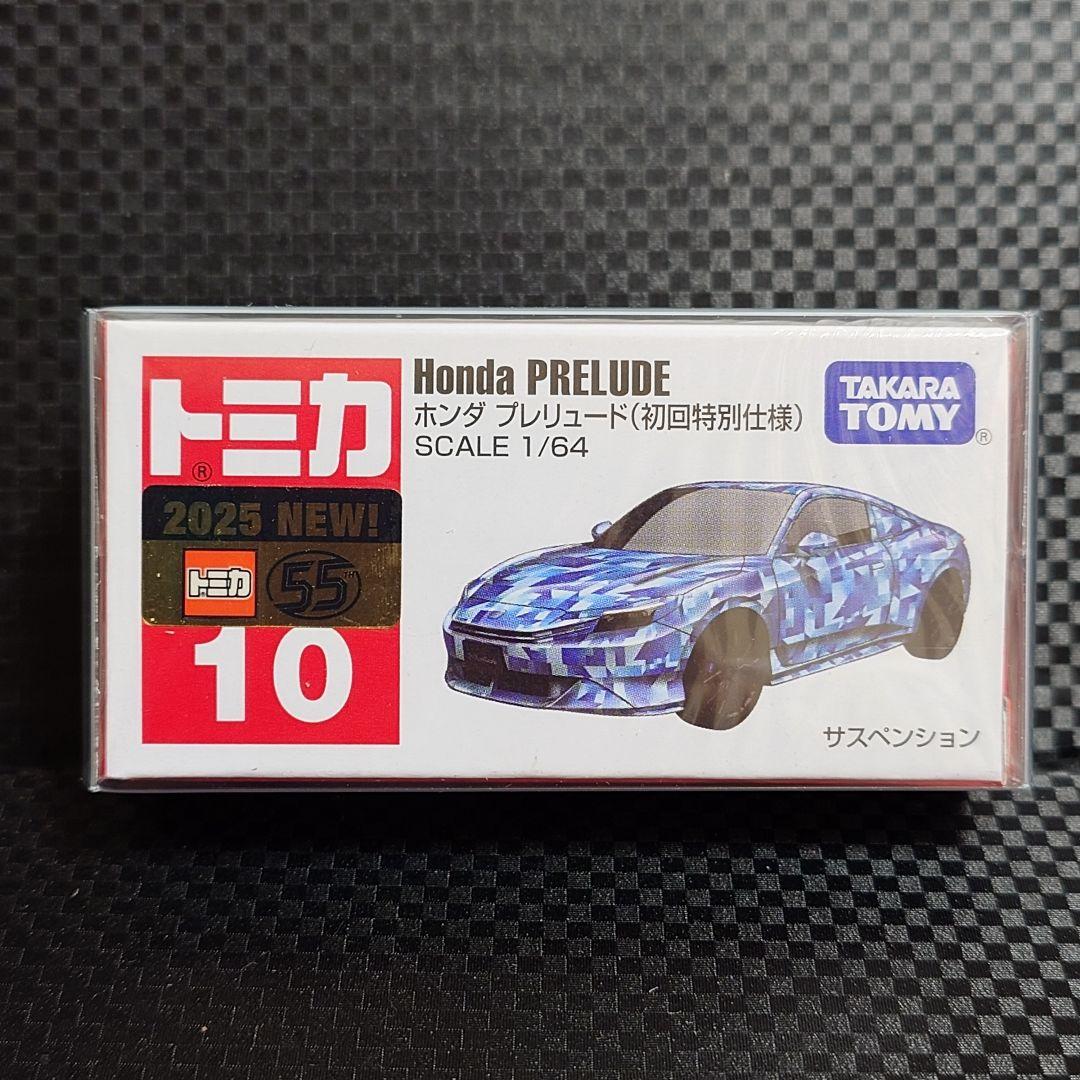 トミカ
®
2025 NEW!
トミカ
55TH
10
Honda PRELUDE
ホンダ プレリュード(初回特別仕様)
SCALE 1/64
TAKARA
TOMY
®
サスペンション